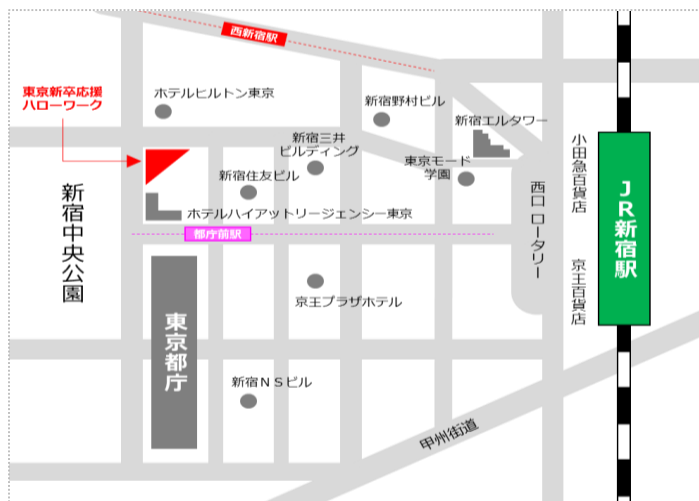 西新宿駅
東京新卒応援
ハローワーク
ホテルヒルトン東京
新宿野村ビル
新宿エルタワー
新宿三井
ビルディング
東京モード
学園
新宿住友ビル
ホテルハイアットリージェンシー東京
都庁前駅
新宿中央公園
西口 ロータリー
小田急百貨店
京王百貨店
JR新宿駅
京王プラザホテル
東京都庁
新宿NSビル
甲州街道